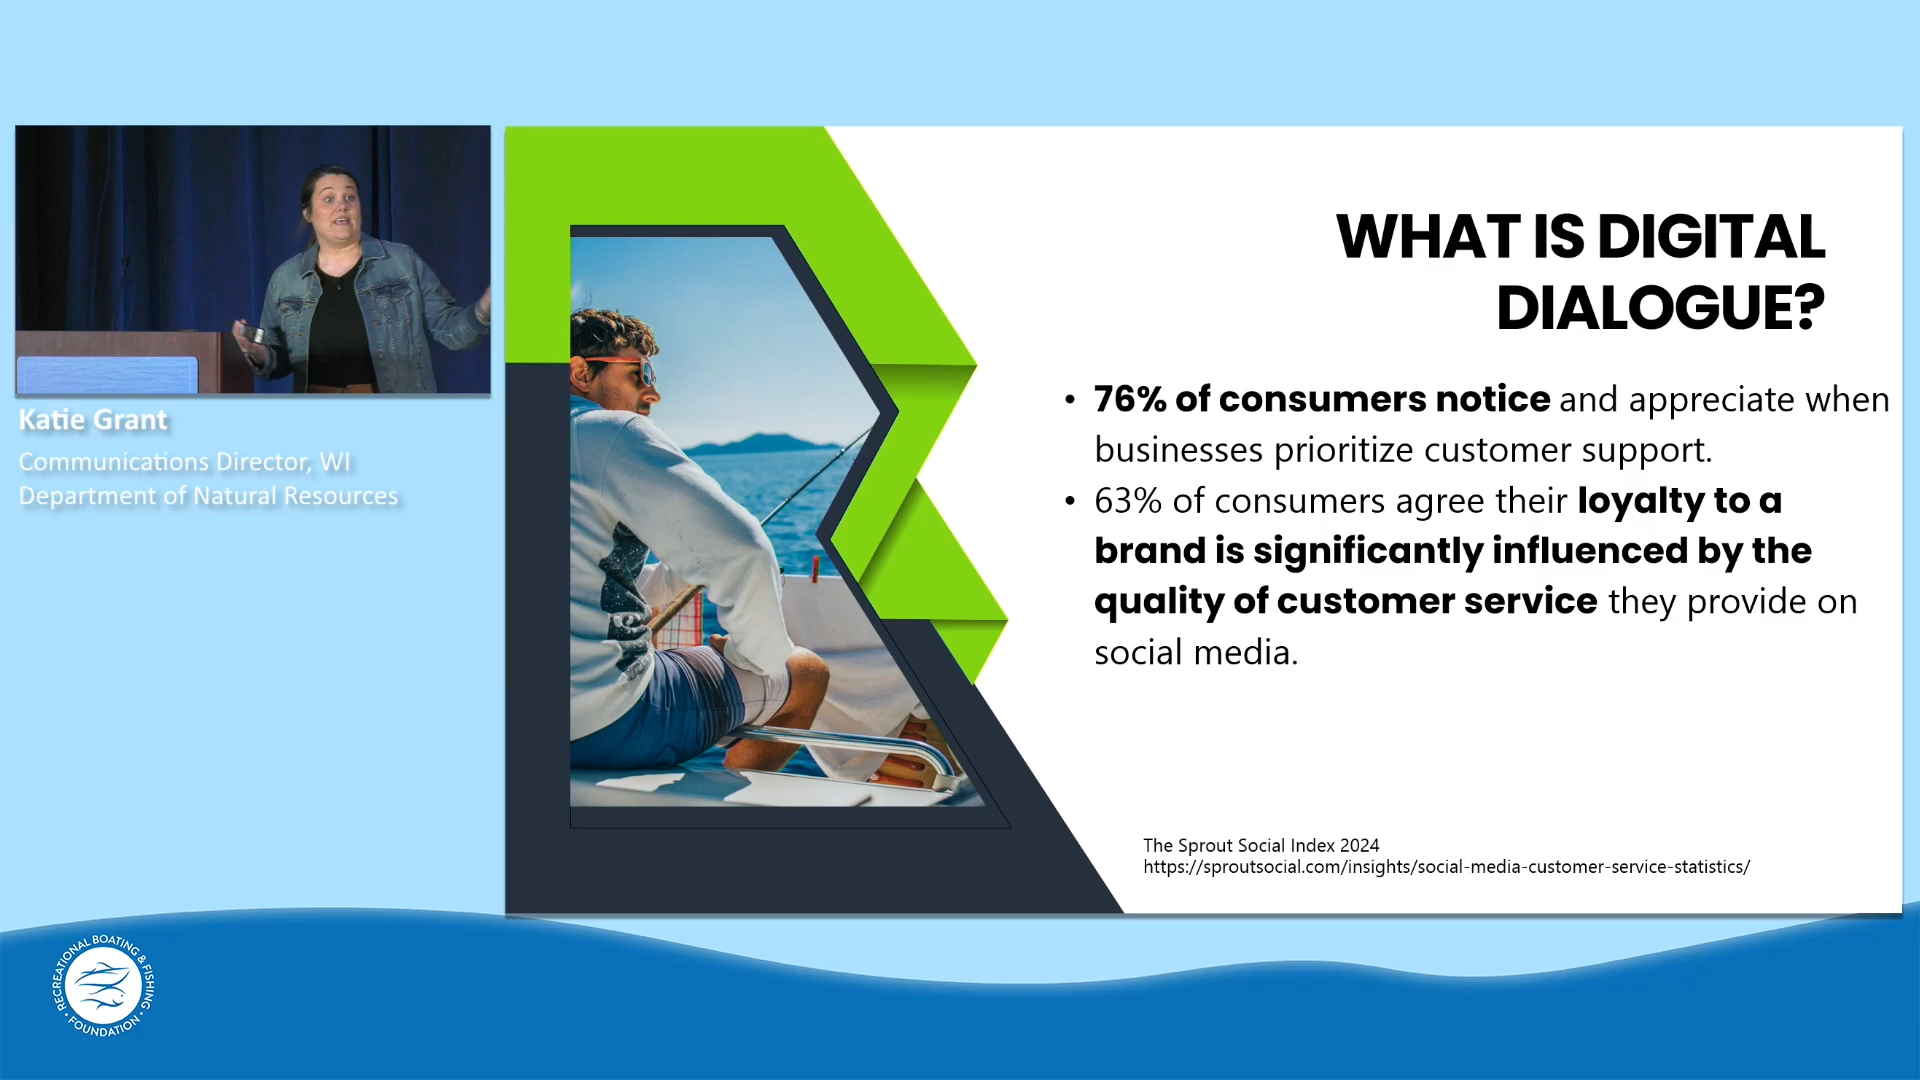 Katie Grant
Communications Director, WI
Department of Natural Resources
WHAT IS DIGITAL
DIALOGUE?
• 76% of consumers notice and appreciate when
businesses prioritize customer support.
• 63% of consumers agree their loyalty to a
brand is significantly influenced by the
quality of customer service they provide on
social media.
The Sprout Social Index 2024
https://sproutsocial.com/insights/social-media-customer-service-statistics/
RECREATIONAL BOATING & FISHING
• FOUNDATION •